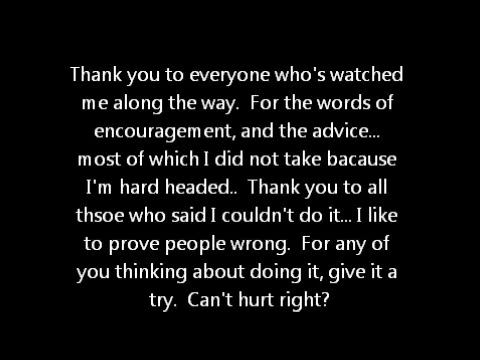 Thank you to everyone who's watched
me along the way.  For the words of
encouragement, and the advice...
most of which I did not take bacause
I'm hard headed..  Thank you to all
thsoe who said I couldn't do it... I like
to prove people wrong.  For any of
you thinking about doing it, give it a
try.  Can't hurt right?